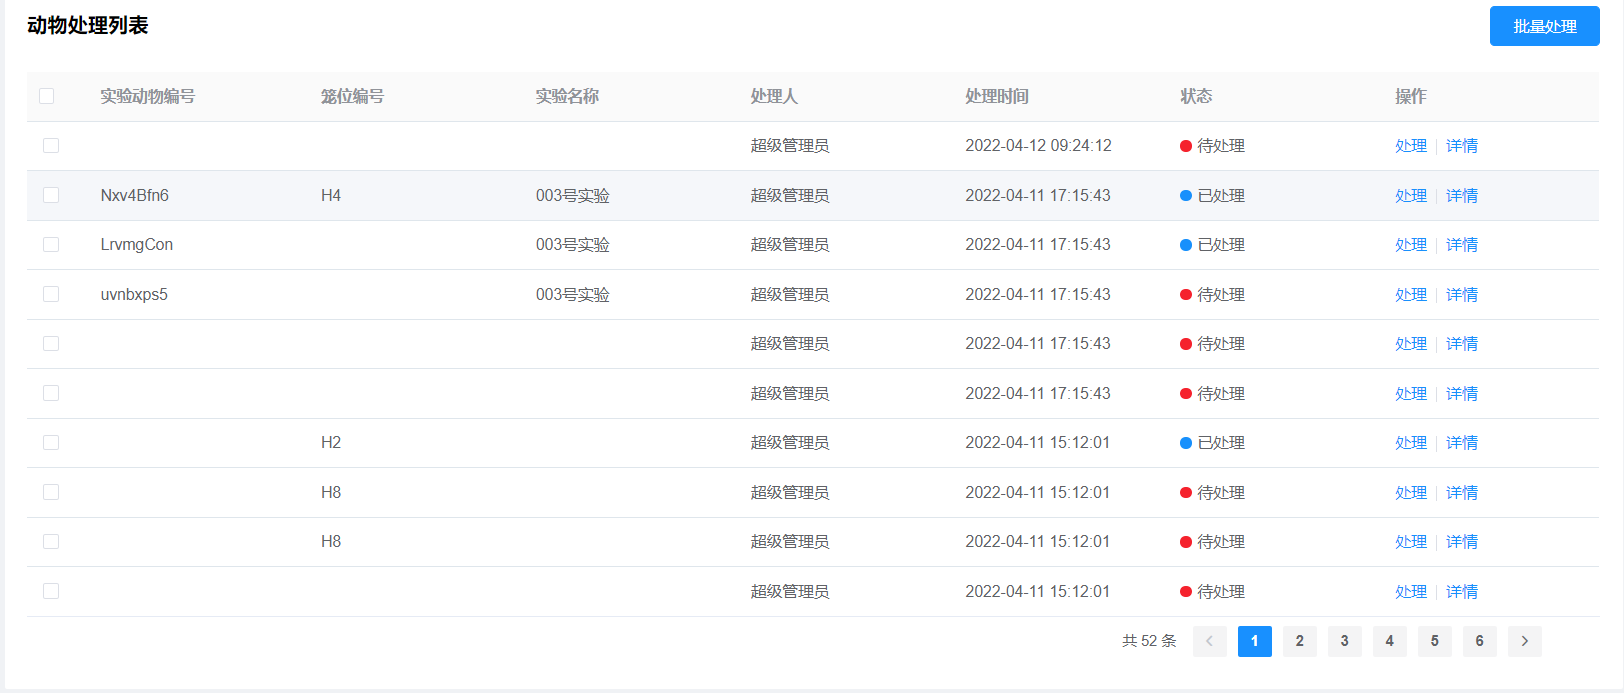 动物处理列表 批量处理
实验动物编号 笼位编号 实验名称 处理人 处理时间 状态 操作
超级管理员 2022-04-12 09:24:12 待处理 处理 详情
Nxv4Bfn6 H4 003号实验 超级管理员 2022-04-11 17:15:43 已处理 处理 详情
LrvmgCon 003号实验 超级管理员 2022-04-11 17:15:43 已处理 处理 详情
uvnbxps5 003号实验 超级管理员 2022-04-11 17:15:43 待处理 处理 详情
超级管理员 2022-04-11 17:15:43 待处理 处理 详情
超级管理员 2022-04-11 17:15:43 待处理 处理 详情
H2 超级管理员 2022-04-11 15:12:01 已处理 处理 详情
H8 超级管理员 2022-04-11 15:12:01 待处理 处理 详情
H8 超级管理员 2022-04-11 15:12:01 待处理 处理 详情
超级管理员 2022-04-11 15:12:01 待处理 处理 详情
共 52 条 1 2 3 4 5 6